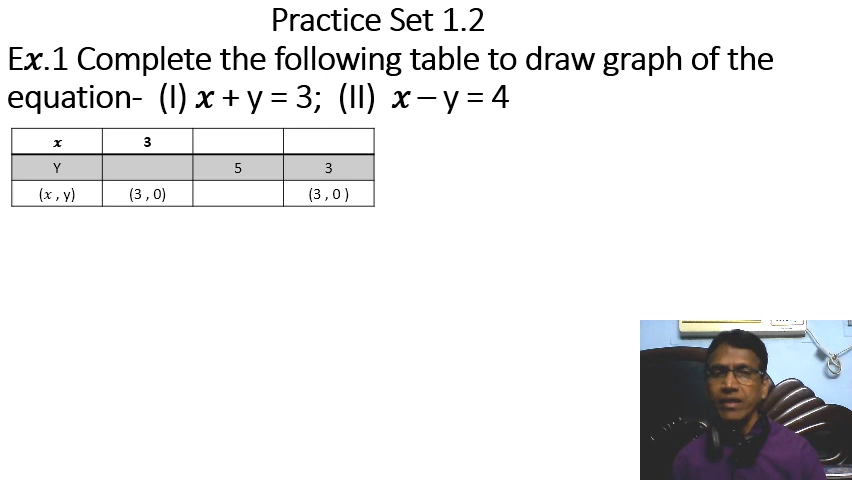 Practice Set 1.2
Ex.1 Complete the following table to draw graph of the
equation- (I) x + y = 3; (II) x – y = 4
x 3
Y 5 3
(x , y) (3 , 0) (3 , 0 )